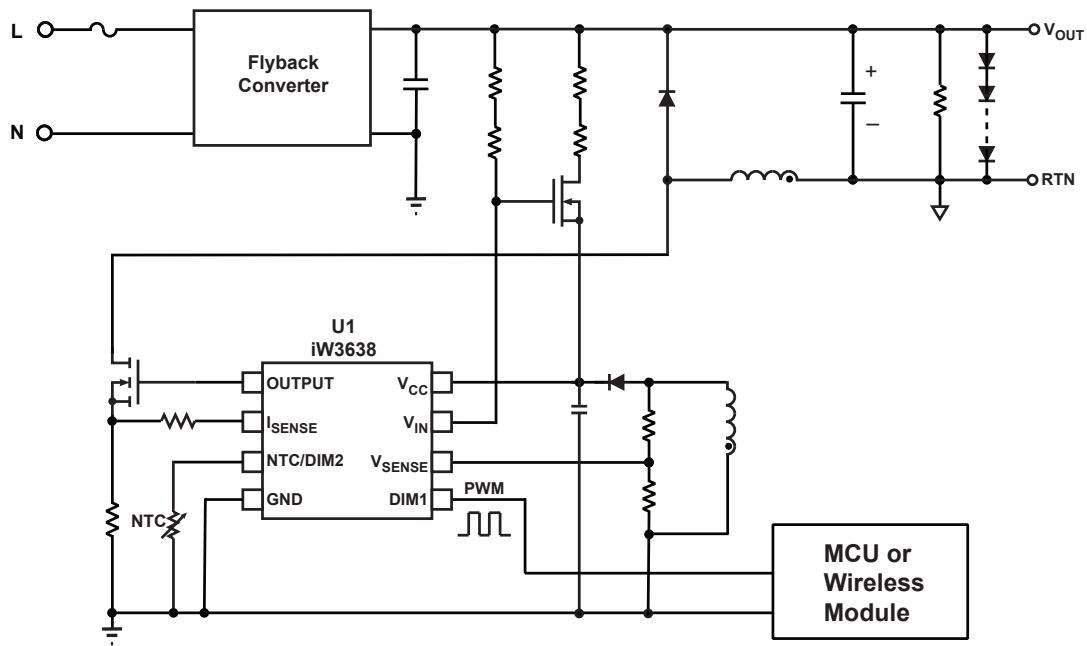 L
N
Flyback
Converter
+
–
V_OUT
RTN
U1
iW3638
OUTPUT
I_SENSE
NTC/DIM2
GND
V_CC
V_IN
V_SENSE
DIM1
PWM
NTC
MCU or
Wireless
Module